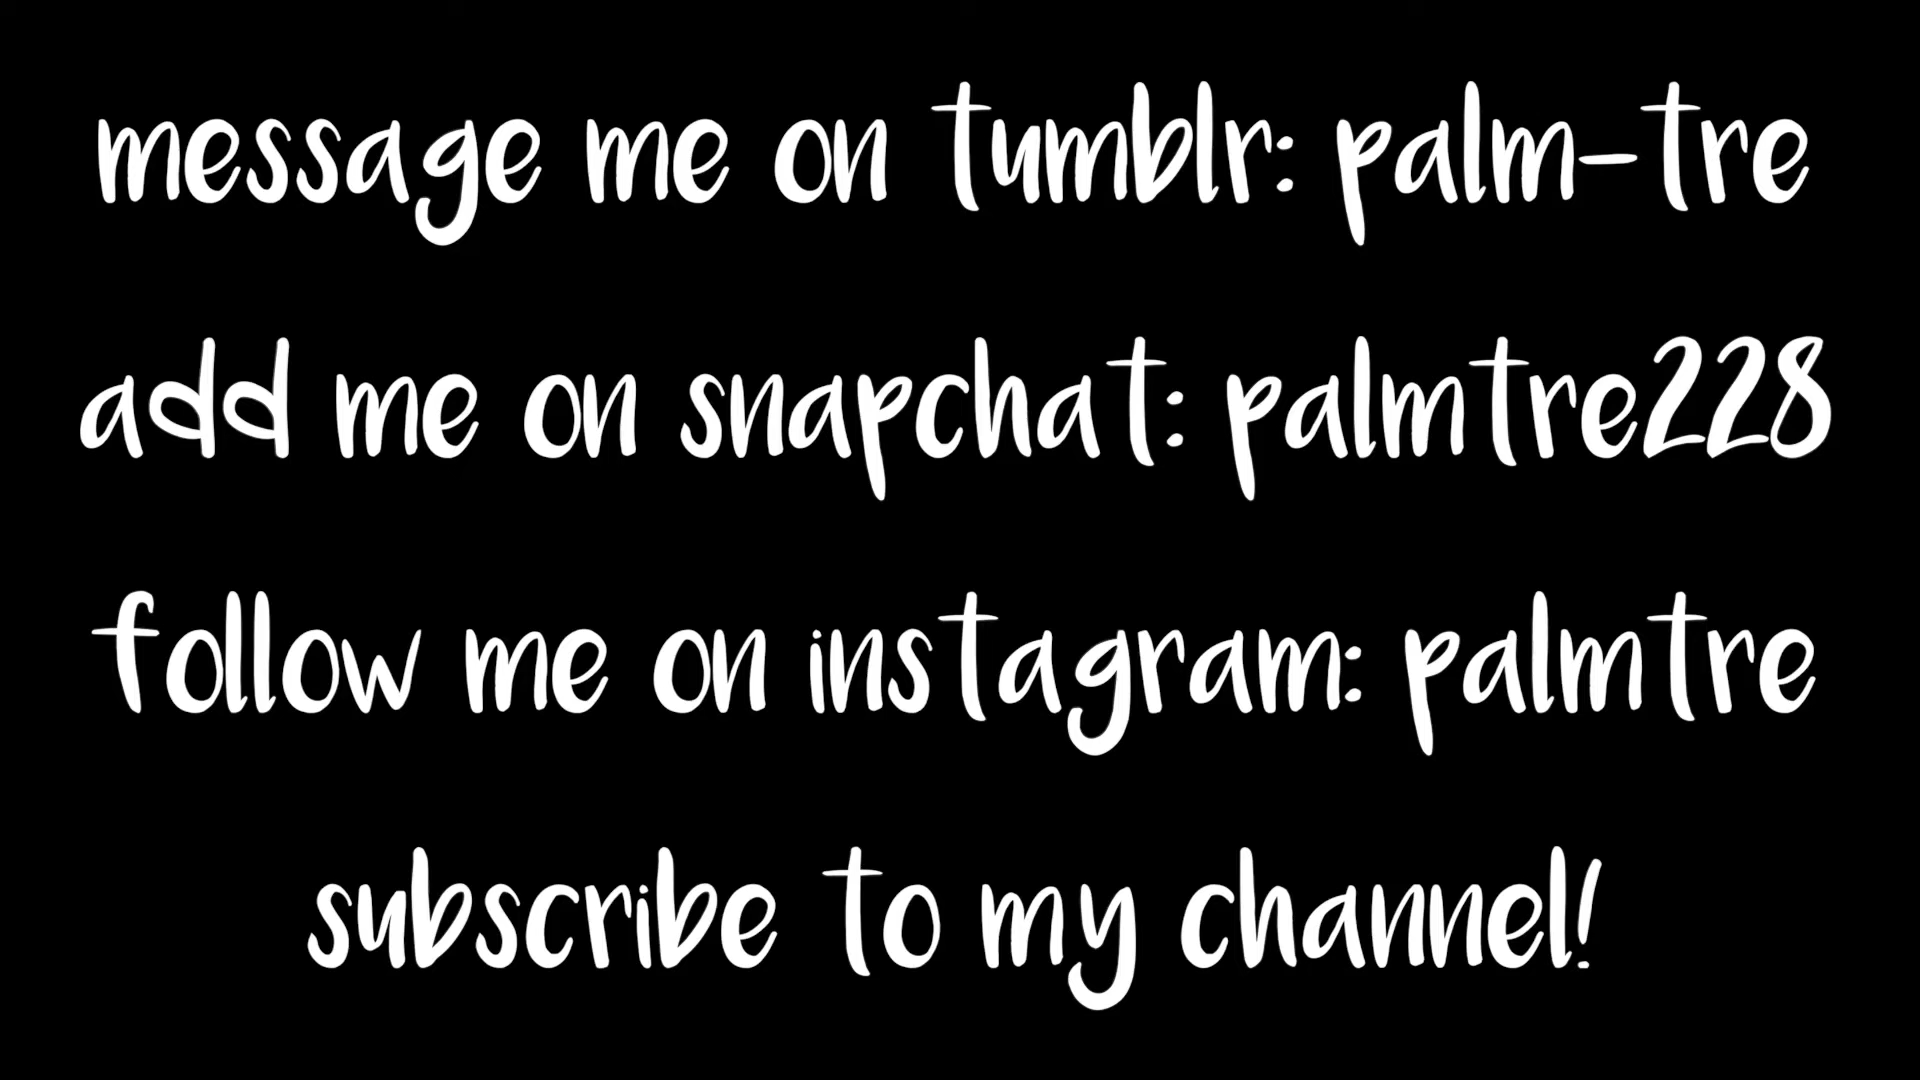 message me on tumblr: palm-tre
add me on snapchat: palmtre228
follow me on instagram: palmtre
subscribe to my channel!